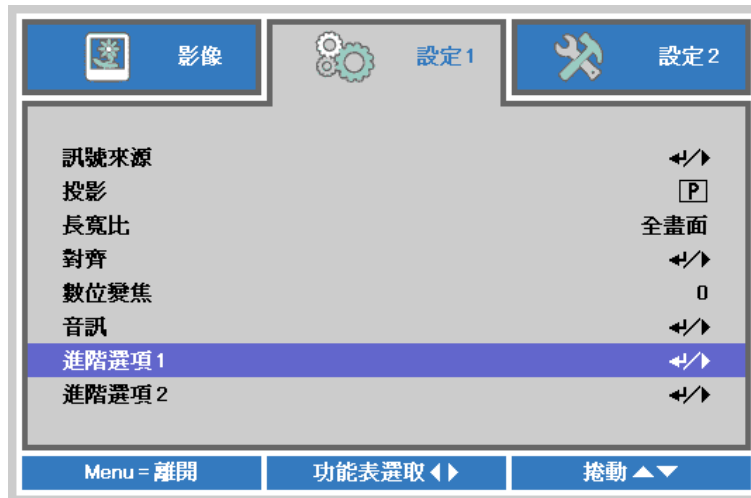 影像 設定1 設定2
訊號來源 ↵/▶
投影 P
長寬比 全畫面
對齊 ↵/▶
數位變焦 0
音訊 ↵/▶
進階選項1 ↵/▶
進階選項2 ↵/▶
Menu = 離開 功能表選取◀▶ 捲動▲▼